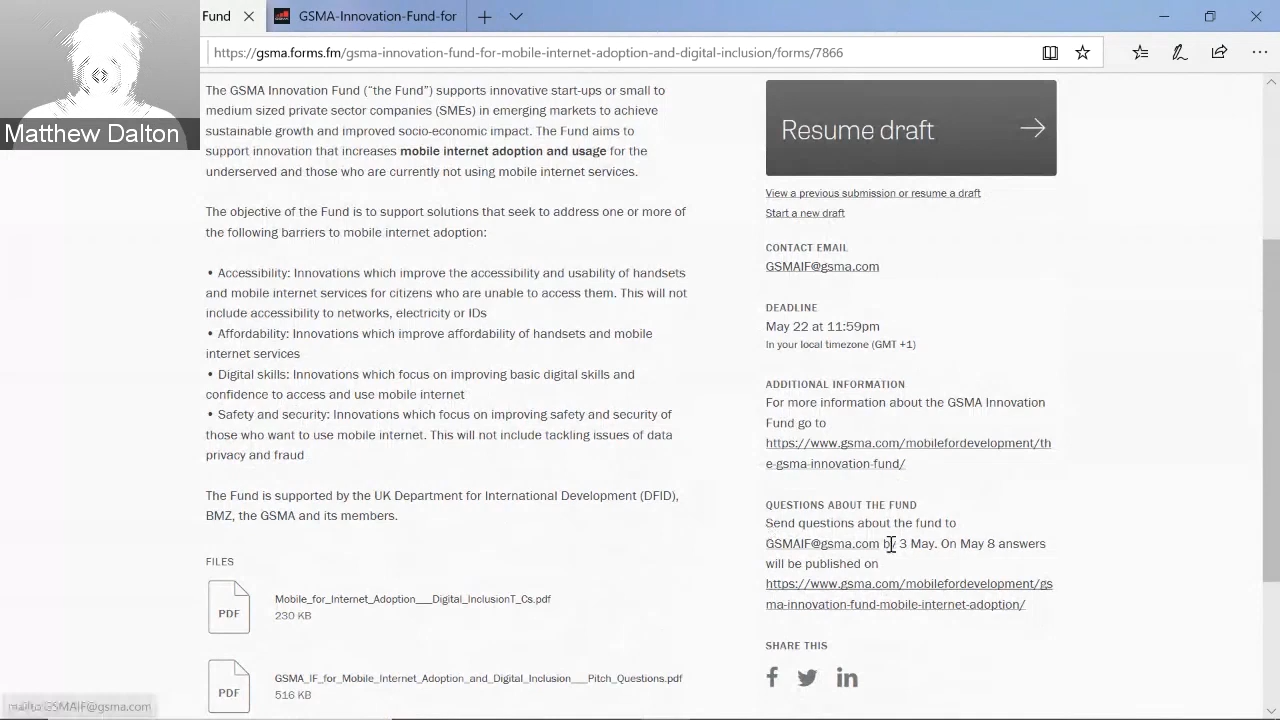 Fund
GSMA-Innovation-Fund-for
Matthew Dalton
https://gsma.forms.fm/gsma-innovation-fund-for-mobile-internet-adoption-and-digital-inclusion/forms/7866
The GSMA Innovation Fund (“the Fund”) supports innovative start-ups or small to
medium sized private sector companies (SMEs) in emerging markets to achieve
sustainable growth and improved socio-economic impact. The Fund aims to
support innovation that increases mobile internet adoption and usage for the
underserved and those who are currently not using mobile internet services.
The objective of the Fund is to support solutions that seek to address one or more of
the following barriers to mobile internet adoption:
• Accessibility: Innovations which improve the accessibility and usability of handsets
and mobile internet services for citizens who are unable to access them. This will not
include accessibility to networks, electricity or IDs
• Affordability: Innovations which improve affordability of handsets and mobile
internet services
• Digital skills: Innovations which focus on improving basic digital skills and
confidence to access and use mobile internet
• Safety and security: Innovations which focus on improving safety and security of
those who want to use mobile internet. This will not include tackling issues of data
privacy and fraud
The Fund is supported by the UK Department for International Development (DFID),
BMZ, the GSMA and its members.
FILES
PDF
Mobile_for_Internet_Adoption___Digital_InclusionT_Cs.pdf
230 KB
PDF
GSMA_IF_for_Mobile_Internet_Adoption_and_Digital_Inclusion___Pitch_Questions.pdf
516 KB
Resume draft
View a previous submission or resume a draft
Start a new draft
CONTACT EMAIL
GSMAIF@gsma.com
DEADLINE
May 22 at 11:59pm
In your local timezone (GMT +1)
ADDITIONAL INFORMATION
For more information about the GSMA Innovation
Fund go to
https://www.gsma.com/mobilefordevelopment/th
e-gsma-innovation-fund/
QUESTIONS ABOUT THE FUND
Send questions about the fund to
GSMAIF@gsma.com by 3 May. On May 8 answers
will be published on
https://www.gsma.com/mobilefordevelopment/gs
ma-innovation-fund-mobile-internet-adoption/
SHARE THIS
mailto:GSMAIF@gsma.com